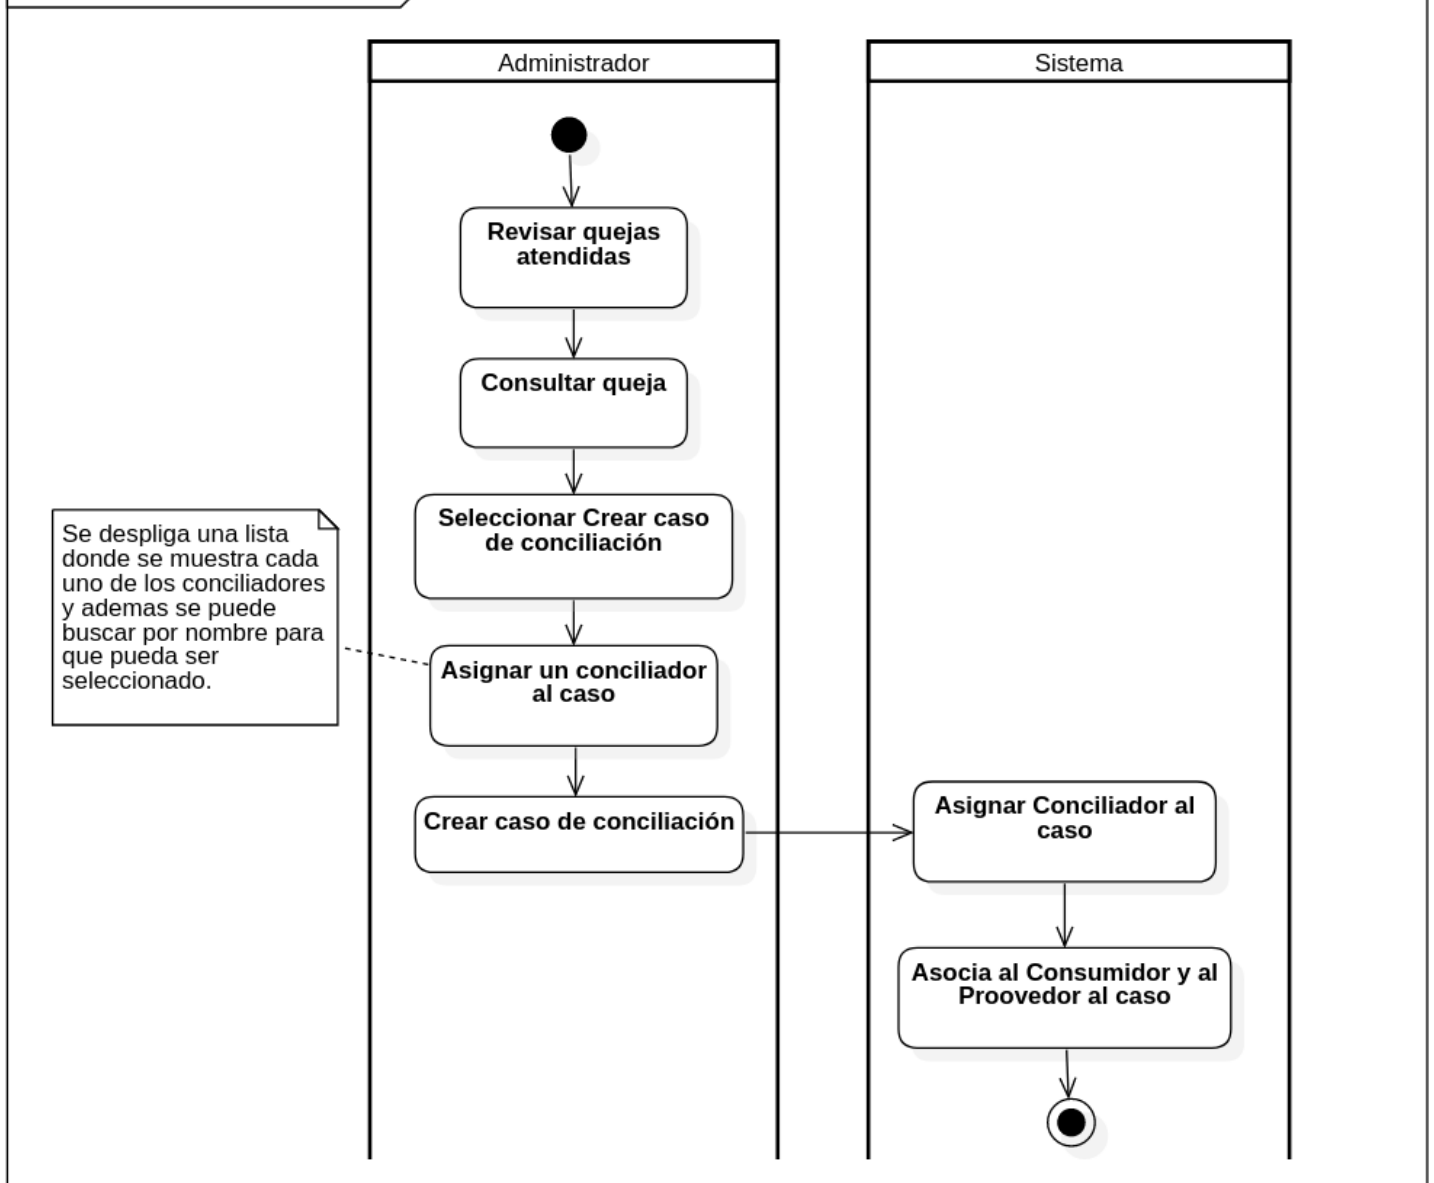 Administrador
Sistema
Revisar quejas
atendidas
Consultar queja
Seleccionar Crear caso
de conciliación
Se despliga una lista
donde se muestra cada
uno de los conciliadores
y ademas se puede
buscar por nombre para
que pueda ser
seleccionado.
Asignar un conciliador
al caso
Crear caso de conciliación
Asignar Conciliador al
caso
Asocia al Consumidor y al
Proovedor al caso